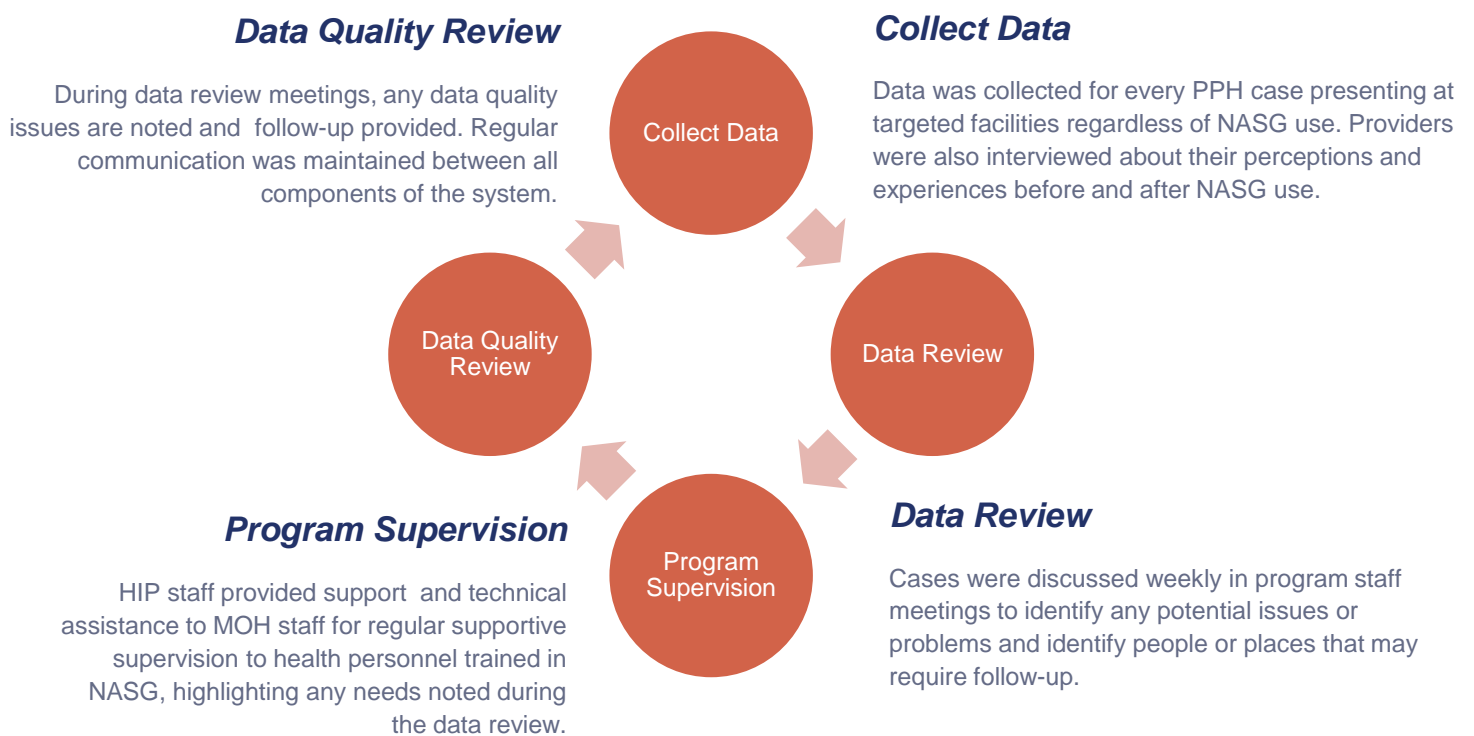 Data Quality Review
During data review meetings, any data quality
issues are noted and follow-up provided. Regular
communication was maintained between all
components of the system.
Collect Data
Data was collected for every PPH case presenting at
targeted facilities regardless of NASG use. Providers
were also interviewed about their perceptions and
experiences before and after NASG use.
Collect Data
Data Quality
Review
Data Review
Program
Supervision
Program Supervision
HIP staff provided support and technical
assistance to MOH staff for regular supportive
supervision to health personnel trained in
NASG, highlighting any needs noted during
the data review.
Data Review
Cases were discussed weekly in program staff
meetings to identify any potential issues or
problems and identify people or places that may
require follow-up.